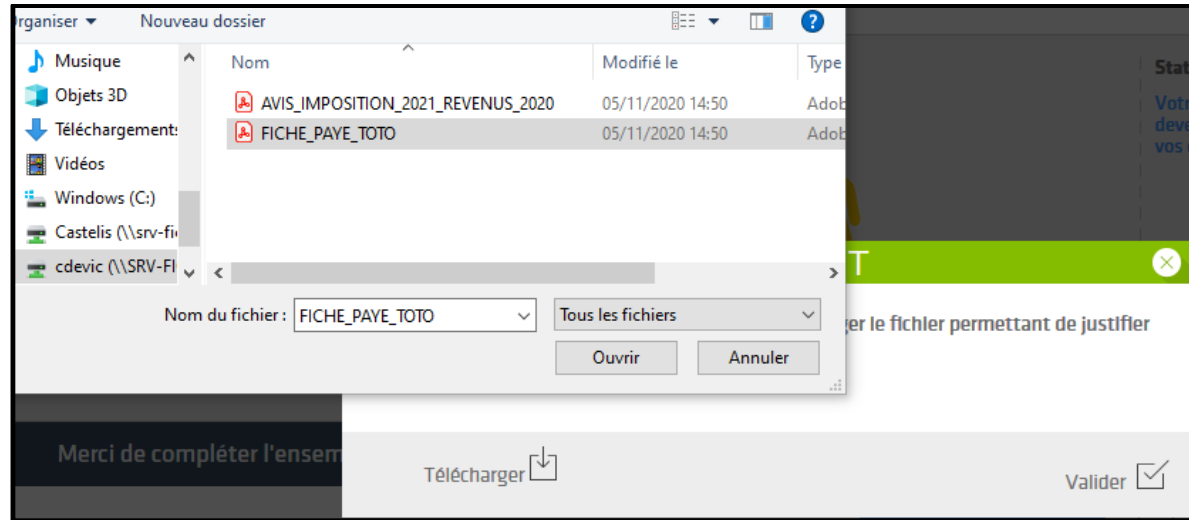 rganiser Nouveau dossier
Musique
Objets 3D
Téléchargements
Vidéos
Windows (C:)
Castelis (\\srv-fi
cdevic (\\SRV-FI
Nom Modifié le Type
AVIS_IMPOSITION_2021_REVENUS_2020 05/11/2020 14:50 Adob
FICHE_PAYE_TOTO 05/11/2020 14:50 Adob
Nom du fichier : FICHE_PAYE_TOTO Tous les fichiers
Ouvrir Annuler
Stat
Votr
deve
vos
T
er le fichier permettant de justifier
Merci de compléter l'ensem
Télécharger
Valider